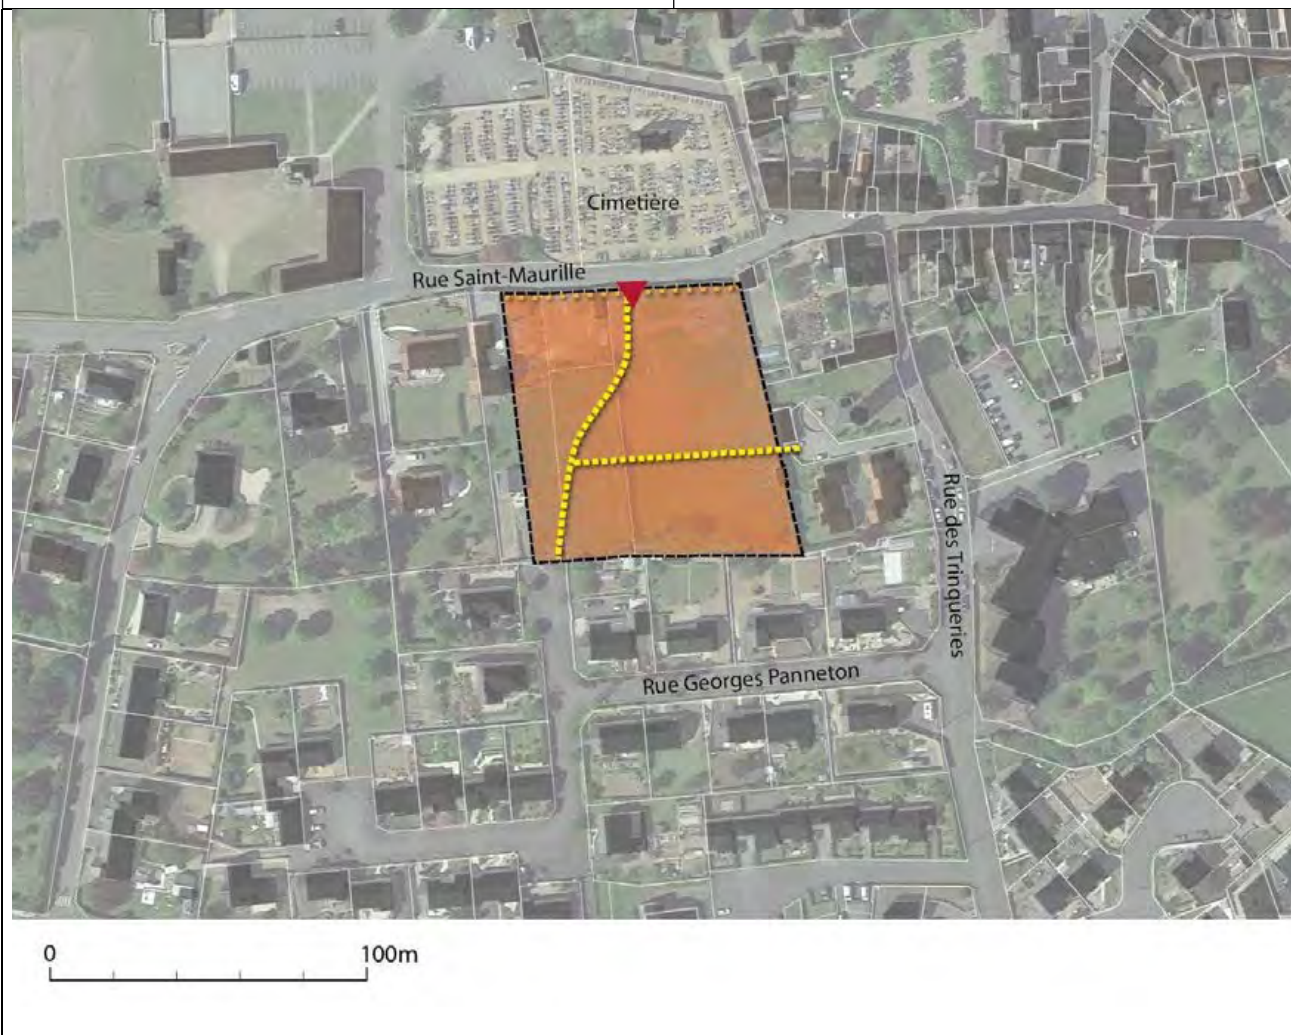 Cimetière
Rue Saint-Maurille
Rue des Trinqueries
Rue Georges Panneton
0 100m